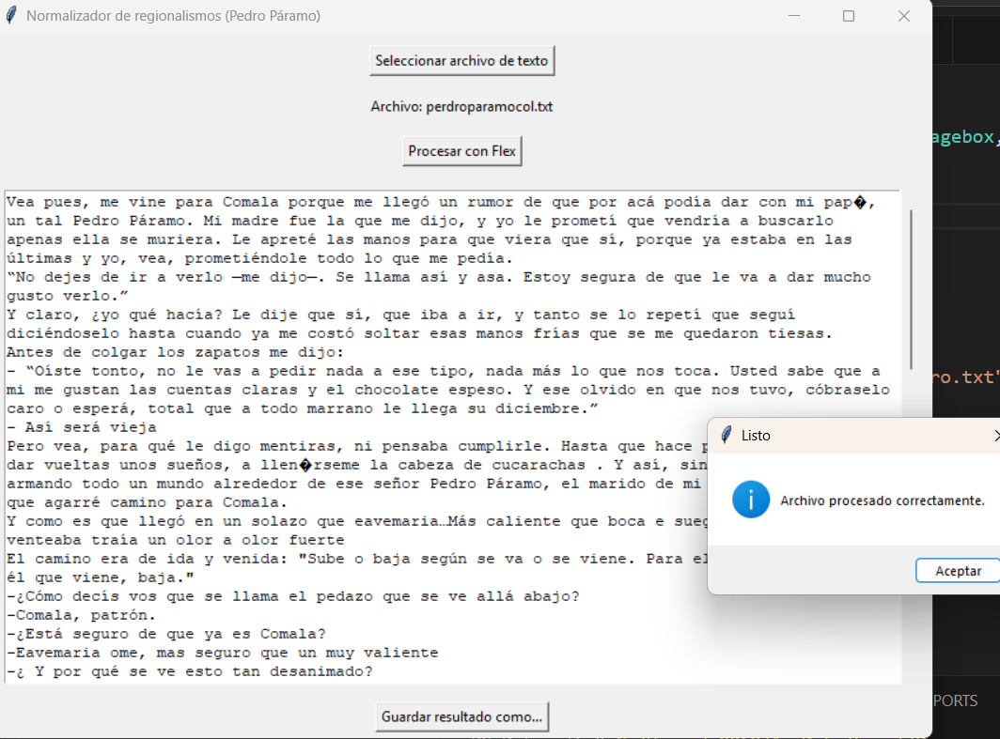 Normalizador de regionalismos (Pedro Páramo)
Seleccionar archivo de texto
Archivo: perdroparamocol.txt
Procesar con Flex
Vea pues, me vine para Comala porque me llegó un rumor de que por acá podía dar con mi pap�,
un tal Pedro Páramo. Mi madre fue la que me dijo, y yo le prometí que vendría a buscarlo
apenas ella se muriera. Le apreté las manos para que viera que sí, porque ya estaba en las
últimas y yo, vea, prometiéndole todo lo que me pedía.
“No dejes de ir a verlo —me dijo—. Se llama así y asa. Estoy segura de que le va a dar mucho
gusto verlo.”
Y claro, ¿yo qué hacía? Le dije que sí, que iba a ir, y tanto se lo repetí que seguí
diciéndoselo hasta cuando ya me costó soltar esas manos frías que se me quedaron tiesas.
Antes de colgar los zapatos me dijo:
- “Oíste tonto, no le vas a pedir nada a ese tipo, nada más lo que nos toca. Usted sabe que a
mi me gustan las cuentas claras y el chocolate espeso. Y ese olvido en que nos tuvo, cóbraselo
caro o esperá, total que a todo marrano le llega su diciembre.”
- Así será vieja
Pero vea, para qué le digo mentiras, ni pensaba cumplirle. Hasta que hace
dar vueltas unos sueños, a llen�rseme la cabeza de cucarachas . Y así, sin
armando todo un mundo alrededor de ese señor Pedro Páramo, el marido de mi
que agarré camino para Comala.
Y como es que llegó en un solazo que eavemaria…Más caliente que boca e
venteaba traía un olor a olor fuerte
El camino era de ida y venida: "Sube o baja según se va o se viene. Para
él que viene, baja."
-¿Cómo decís vos que se llama el pedazo que se ve allá abajo?
-Comala, patrón.
-¿Está seguro de que ya es Comala?
-Eavemaria ome, mas seguro que un muy valiente
-¿ Y por qué se ve esto tan desanimado?
Guardar resultado como...
Listo
Archivo procesado correctamente.
Aceptar
agebox,
ro.txt"
PORTS